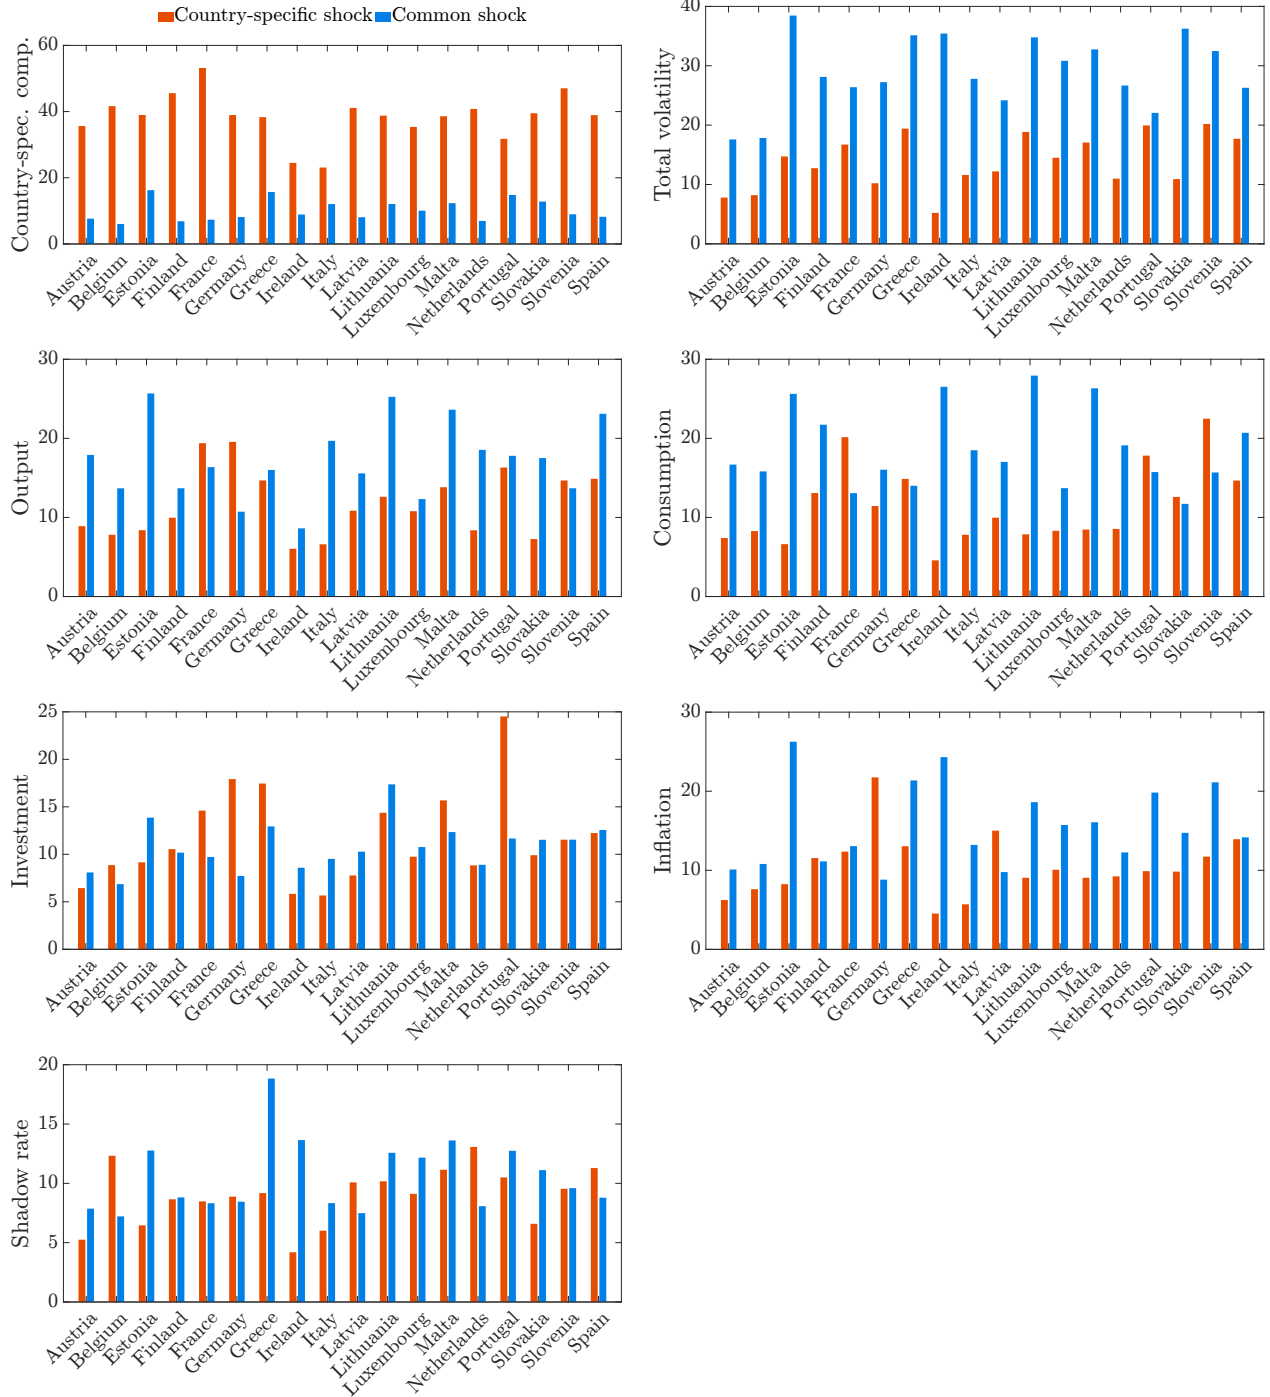 Country-specific shock Common shock
Country-spec. comp.
60
40
20
0
Austria
Belgium
Estonia
Finland
France
Germany
Greece
Ireland
Italy
Latvia
Lithuania
Luxembourg
Malta
Netherlands
Portugal
Slovakia
Slovenia
Spain
Total volatility
40
30
20
10
0
Austria
Belgium
Estonia
Finland
France
Germany
Greece
Ireland
Italy
Latvia
Lithuania
Luxembourg
Malta
Netherlands
Portugal
Slovakia
Slovenia
Spain
Output
30
20
10
0
Austria
Belgium
Estonia
Finland
France
Germany
Greece
Ireland
Italy
Latvia
Lithuania
Luxembourg
Malta
Netherlands
Portugal
Slovakia
Slovenia
Spain
Consumption
30
20
10
0
Austria
Belgium
Estonia
Finland
France
Germany
Greece
Ireland
Italy
Latvia
Lithuania
Luxembourg
Malta
Netherlands
Portugal
Slovakia
Slovenia
Spain
Investment
25
20
15
10
5
0
Austria
Belgium
Estonia
Finland
France
Germany
Greece
Ireland
Italy
Latvia
Lithuania
Luxembourg
Malta
Netherlands
Portugal
Slovakia
Slovenia
Spain
Inflation
30
20
10
0
Austria
Belgium
Estonia
Finland
France
Germany
Greece
Ireland
Italy
Latvia
Lithuania
Luxembourg
Malta
Netherlands
Portugal
Slovakia
Slovenia
Spain
Shadow rate
20
15
10
5
0
Austria
Belgium
Estonia
Finland
France
Germany
Greece
Ireland
Italy
Latvia
Lithuania
Luxembourg
Malta
Netherlands
Portugal
Slovakia
Slovenia
Spain